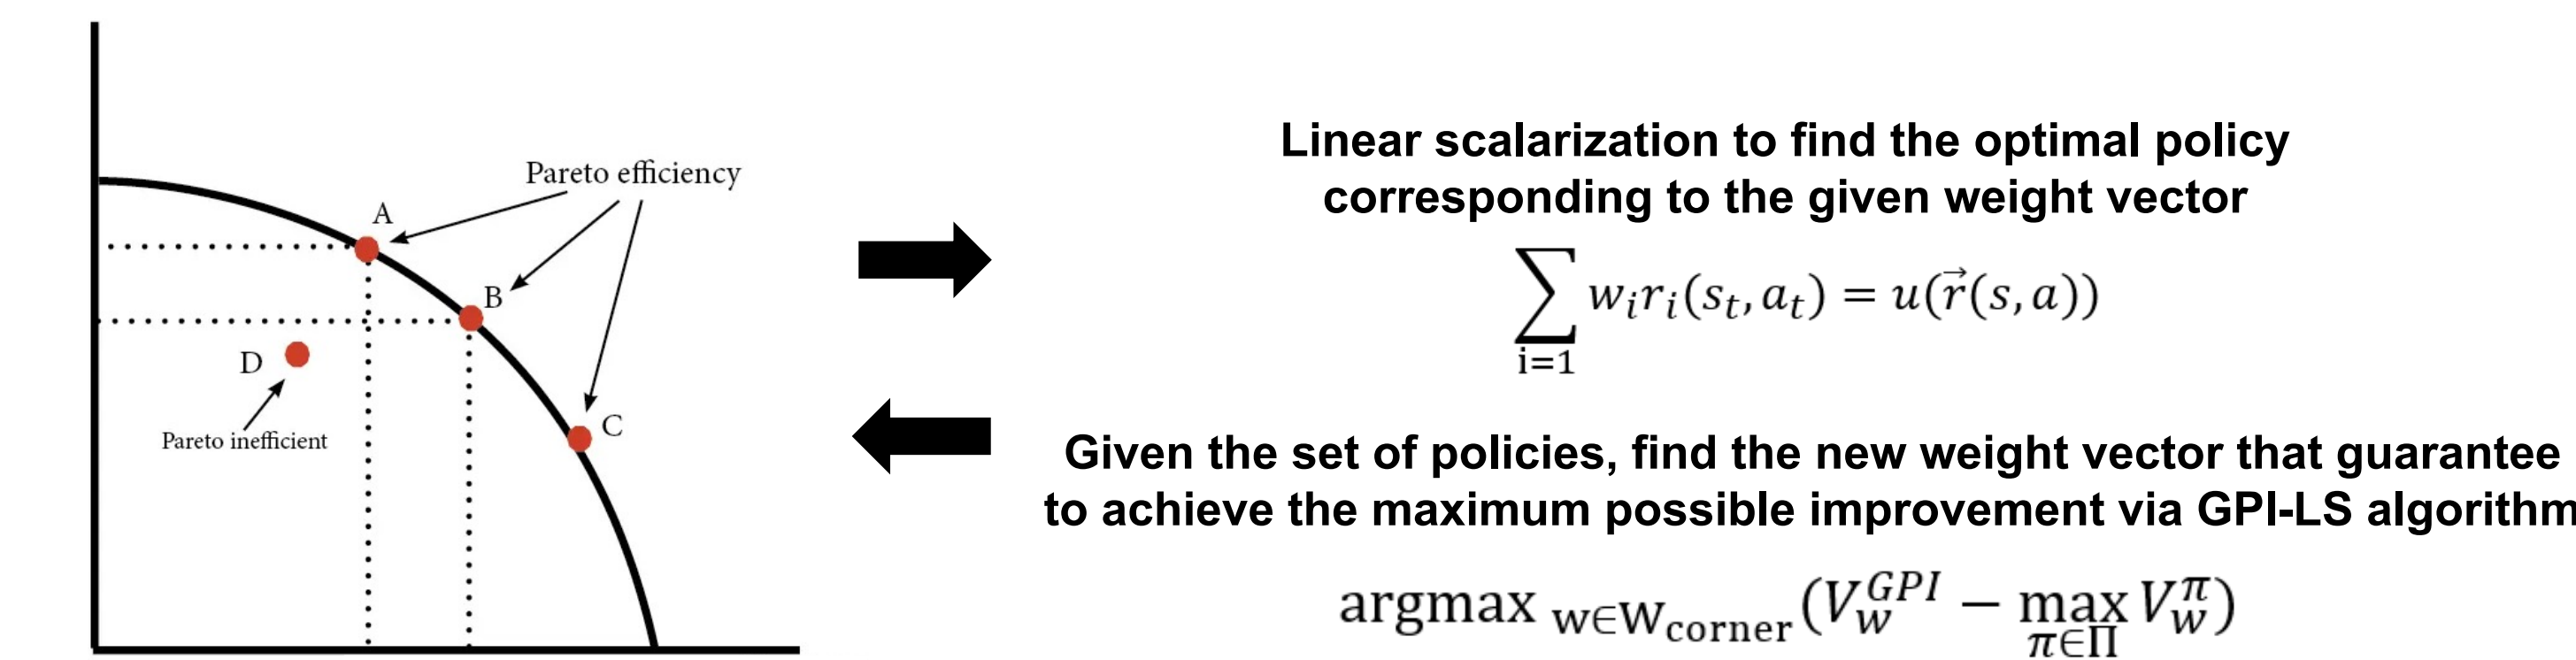 Pareto efficiency
A
B
C
D
Pareto inefficient
Linear scalarization to find the optimal policy
corresponding to the given weight vector
∑_{i=1} w_i r_i(s_t, a_t) = u(r⃗(s, a))
Given the set of policies, find the new weight vector that guarantee
to achieve the maximum possible improvement via GPI-LS algorithm
argmax_{w∈W_corner} (V_w^{GPI} − max_{π∈Π} V_w^π)